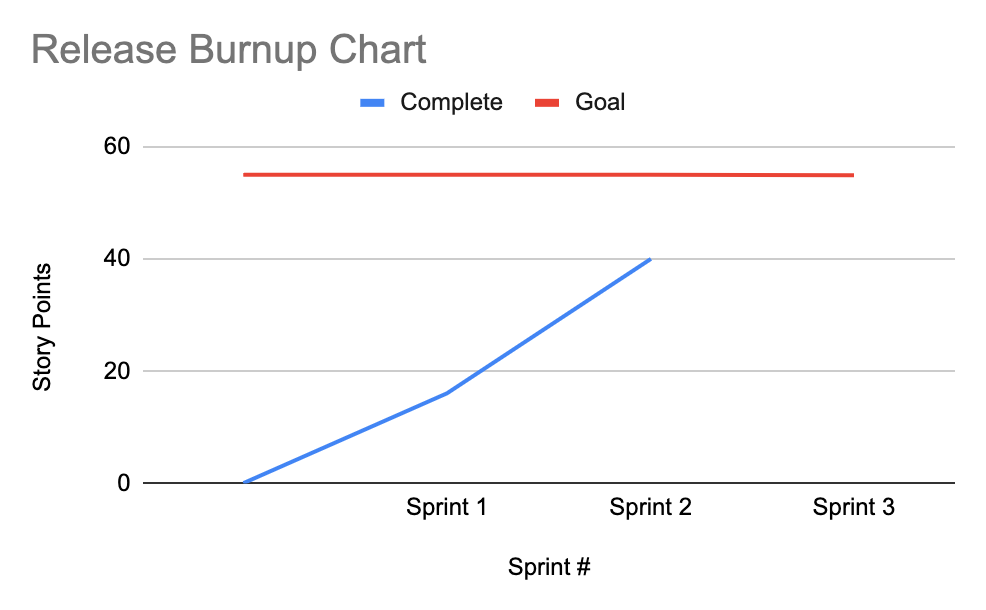 Release Burnup Chart
Complete Goal
60
40
20
0
Story Points
Sprint 1 Sprint 2 Sprint 3
Sprint #